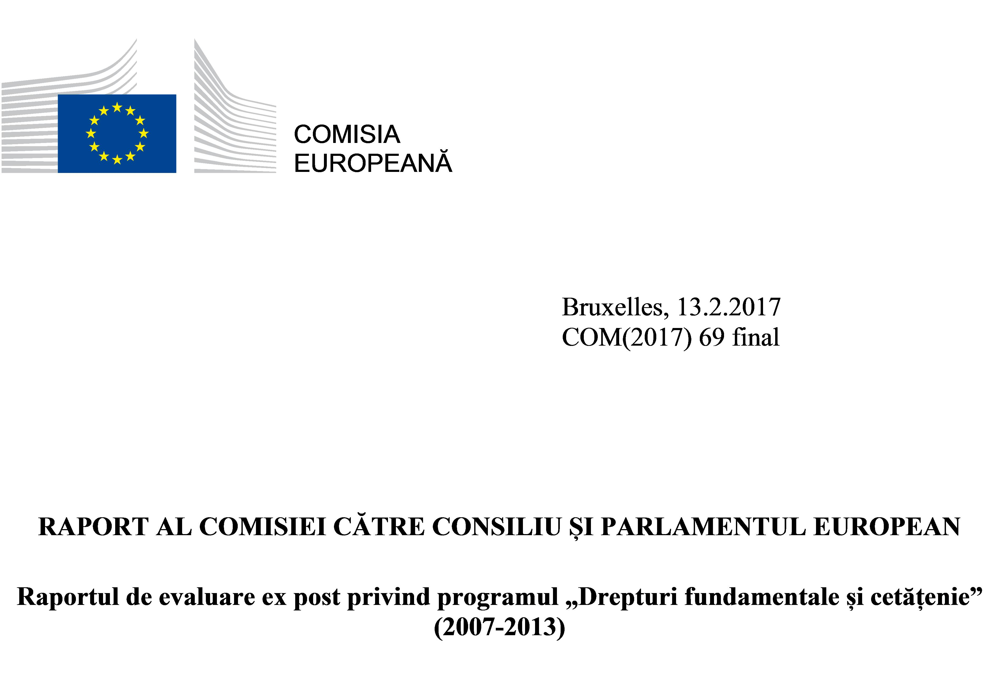 COMISIA
EUROPEANĂ
Bruxelles, 13.2.2017
COM(2017) 69 final
RAPORT AL COMISIEI CĂTRE CONSILIU ȘI PARLAMENTUL EUROPEAN
Raportul de evaluare ex post privind programul „Drepturi fundamentale și cetățenie”
(2007-2013)